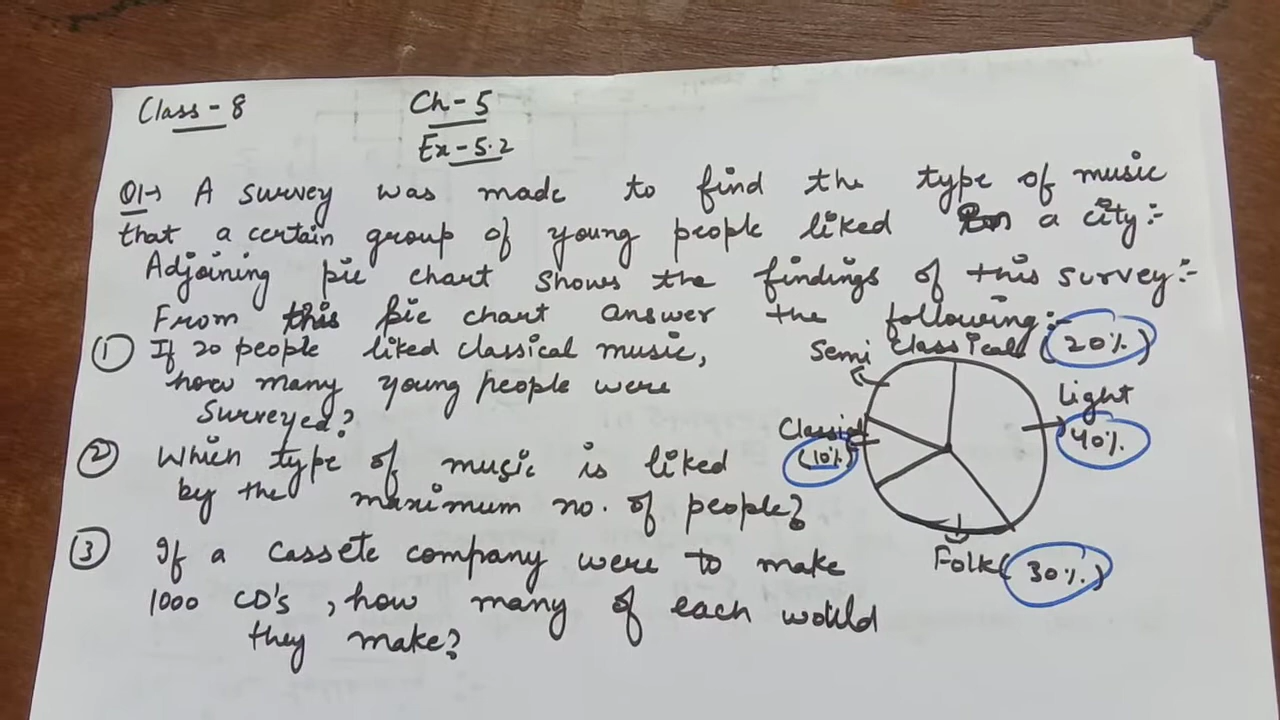 Class - 8
Ch - 5
Ex - 5.2
Q1→ A survey was made to find the type of music
that a certain group of young people liked in a city:-
Adjoining pie chart shows the findings of this survey:-
From this pie chart answer the following:-
① If 20 people liked classical music,
how many young people were
surveyed?
② Which type of music is liked
by the maximum no. of people?
③ If a cassete company were to make
1000 CD's, how many of each would
they make?
Semi Classical (20%)
Light
40%
Classical
(10%)
Folk (30%)